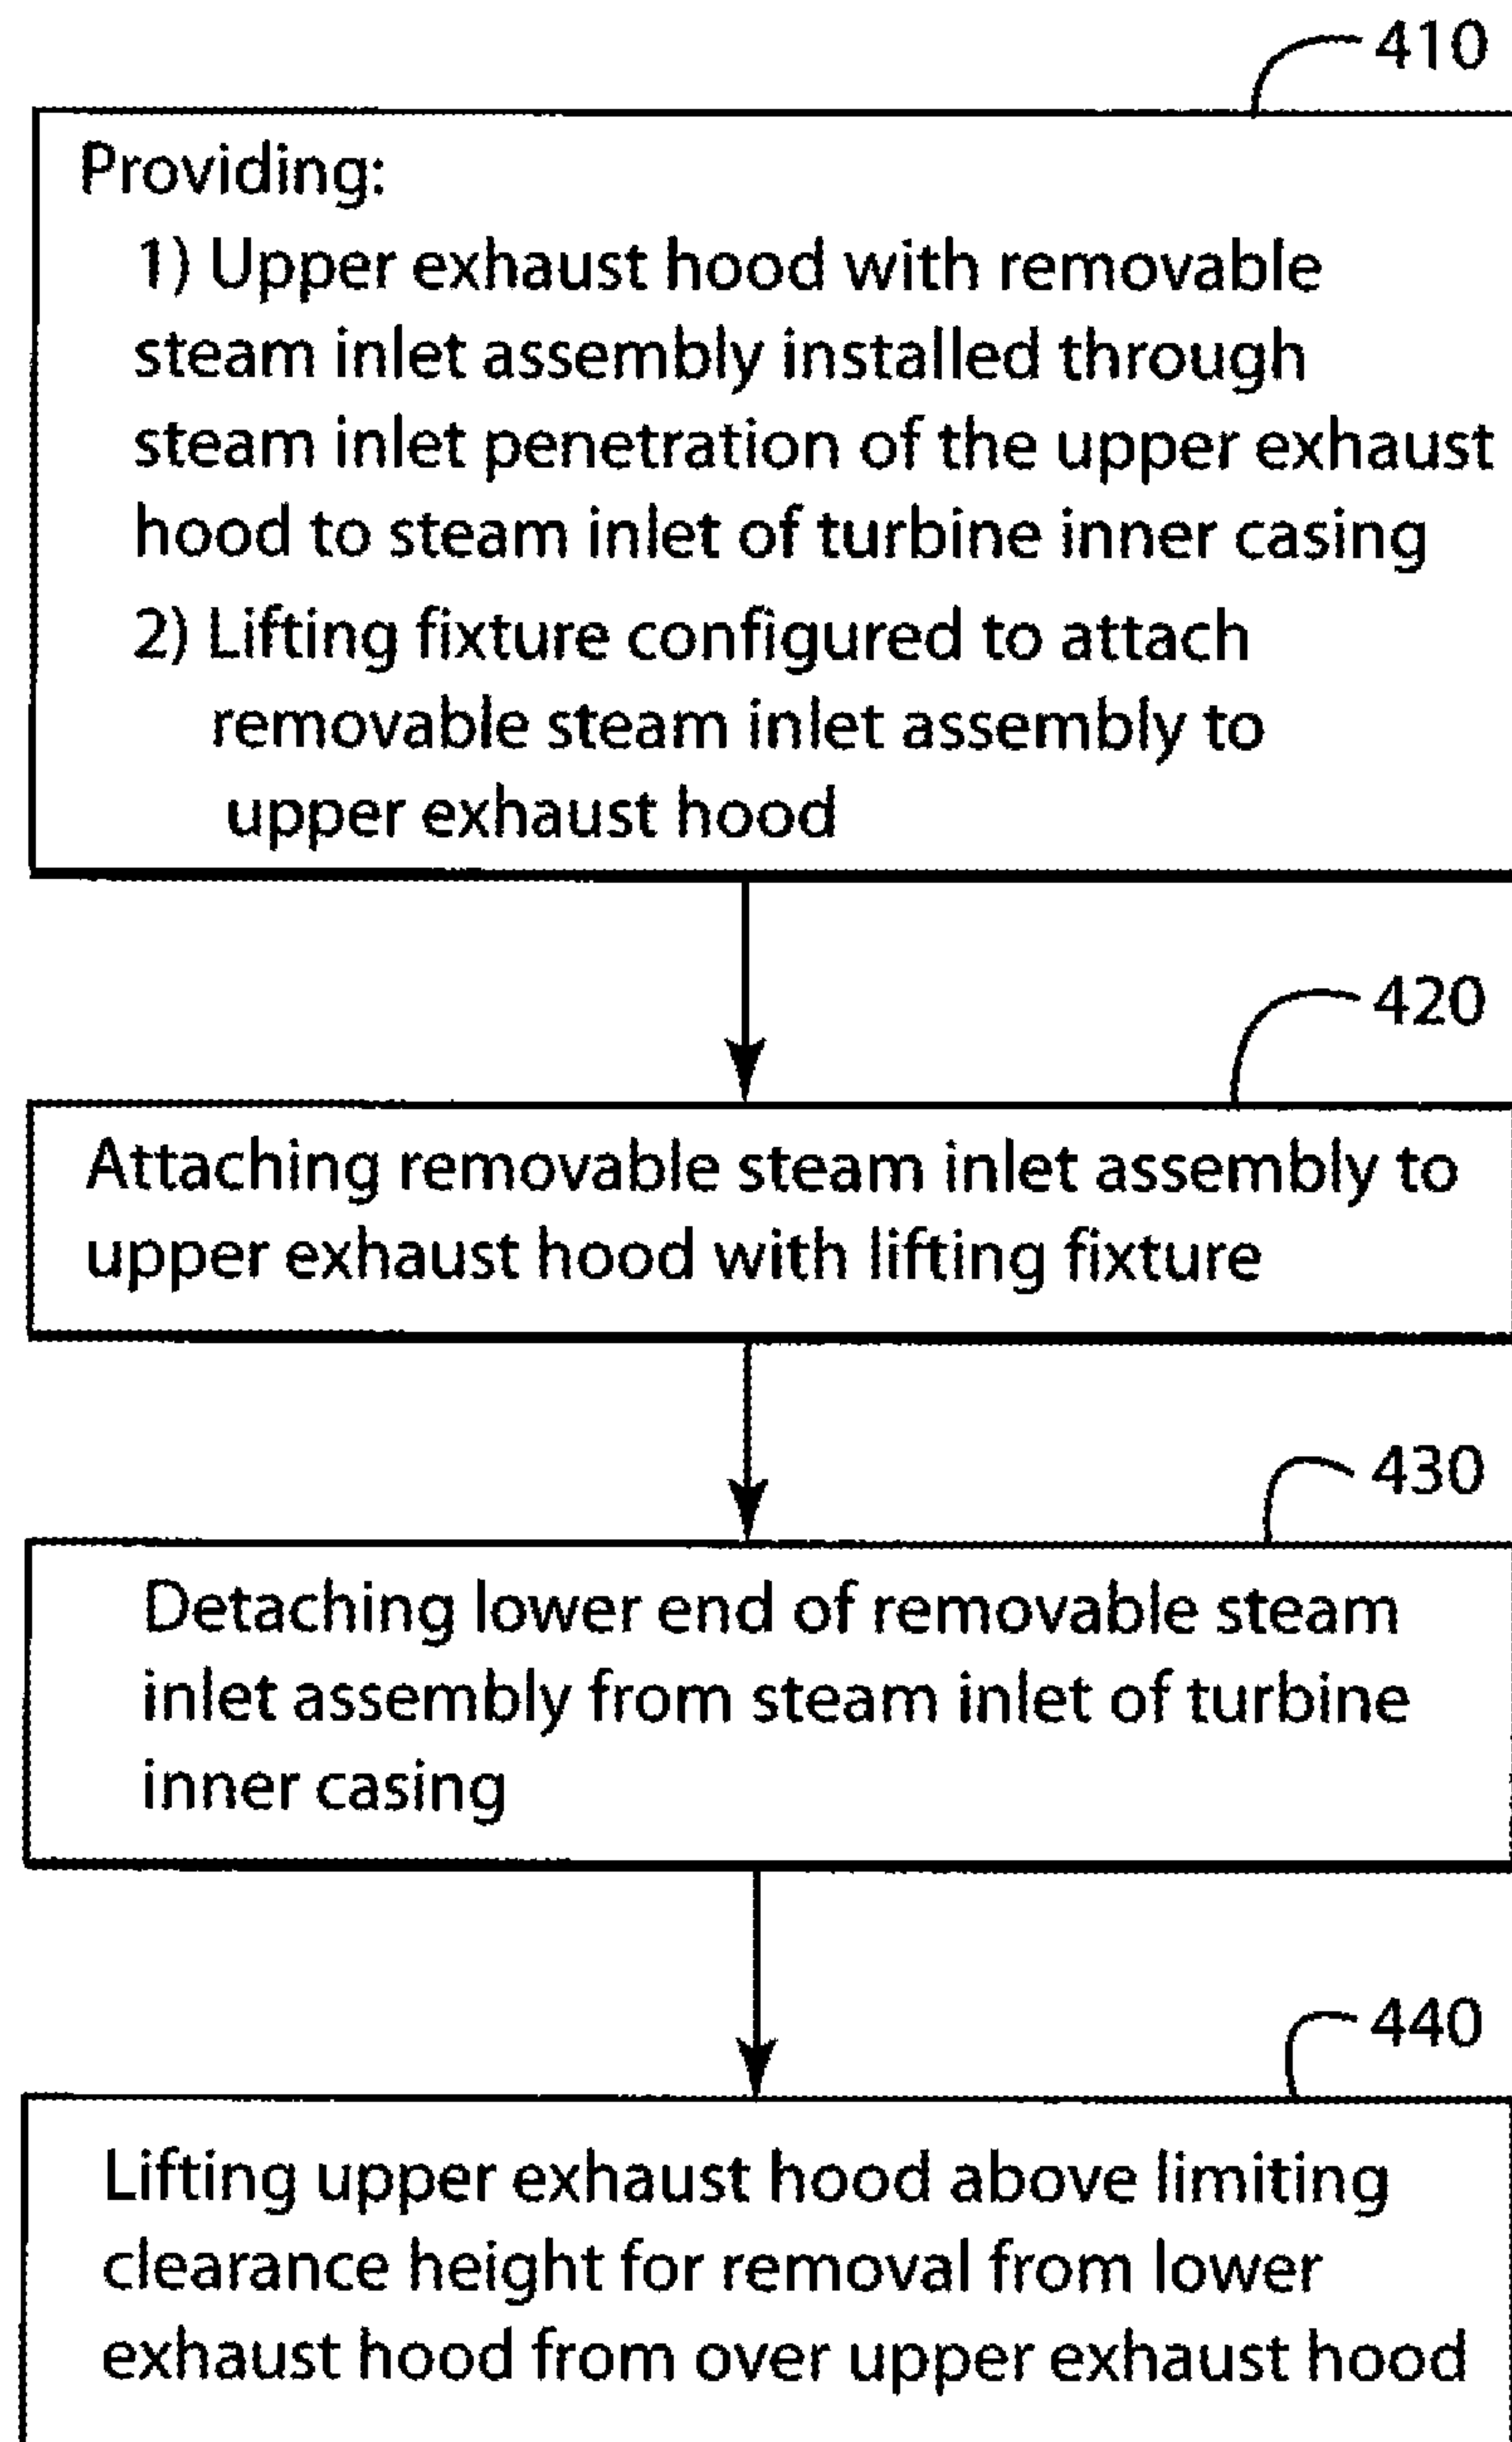 410
Providing:
1) Upper exhaust hood with removable
steam inlet assembly installed through
steam inlet penetration of the upper exhaust
hood to steam inlet of turbine inner casing
2) Lifting fixture configured to attach
removable steam inlet assembly to
upper exhaust hood
420
Attaching removable steam inlet assembly to
upper exhaust hood with lifting fixture
430
Detaching lower end of removable steam
inlet assembly from steam inlet of turbine
inner casing
440
Lifting upper exhaust hood above limiting
clearance height for removal from lower
exhaust hood from over upper exhaust hood